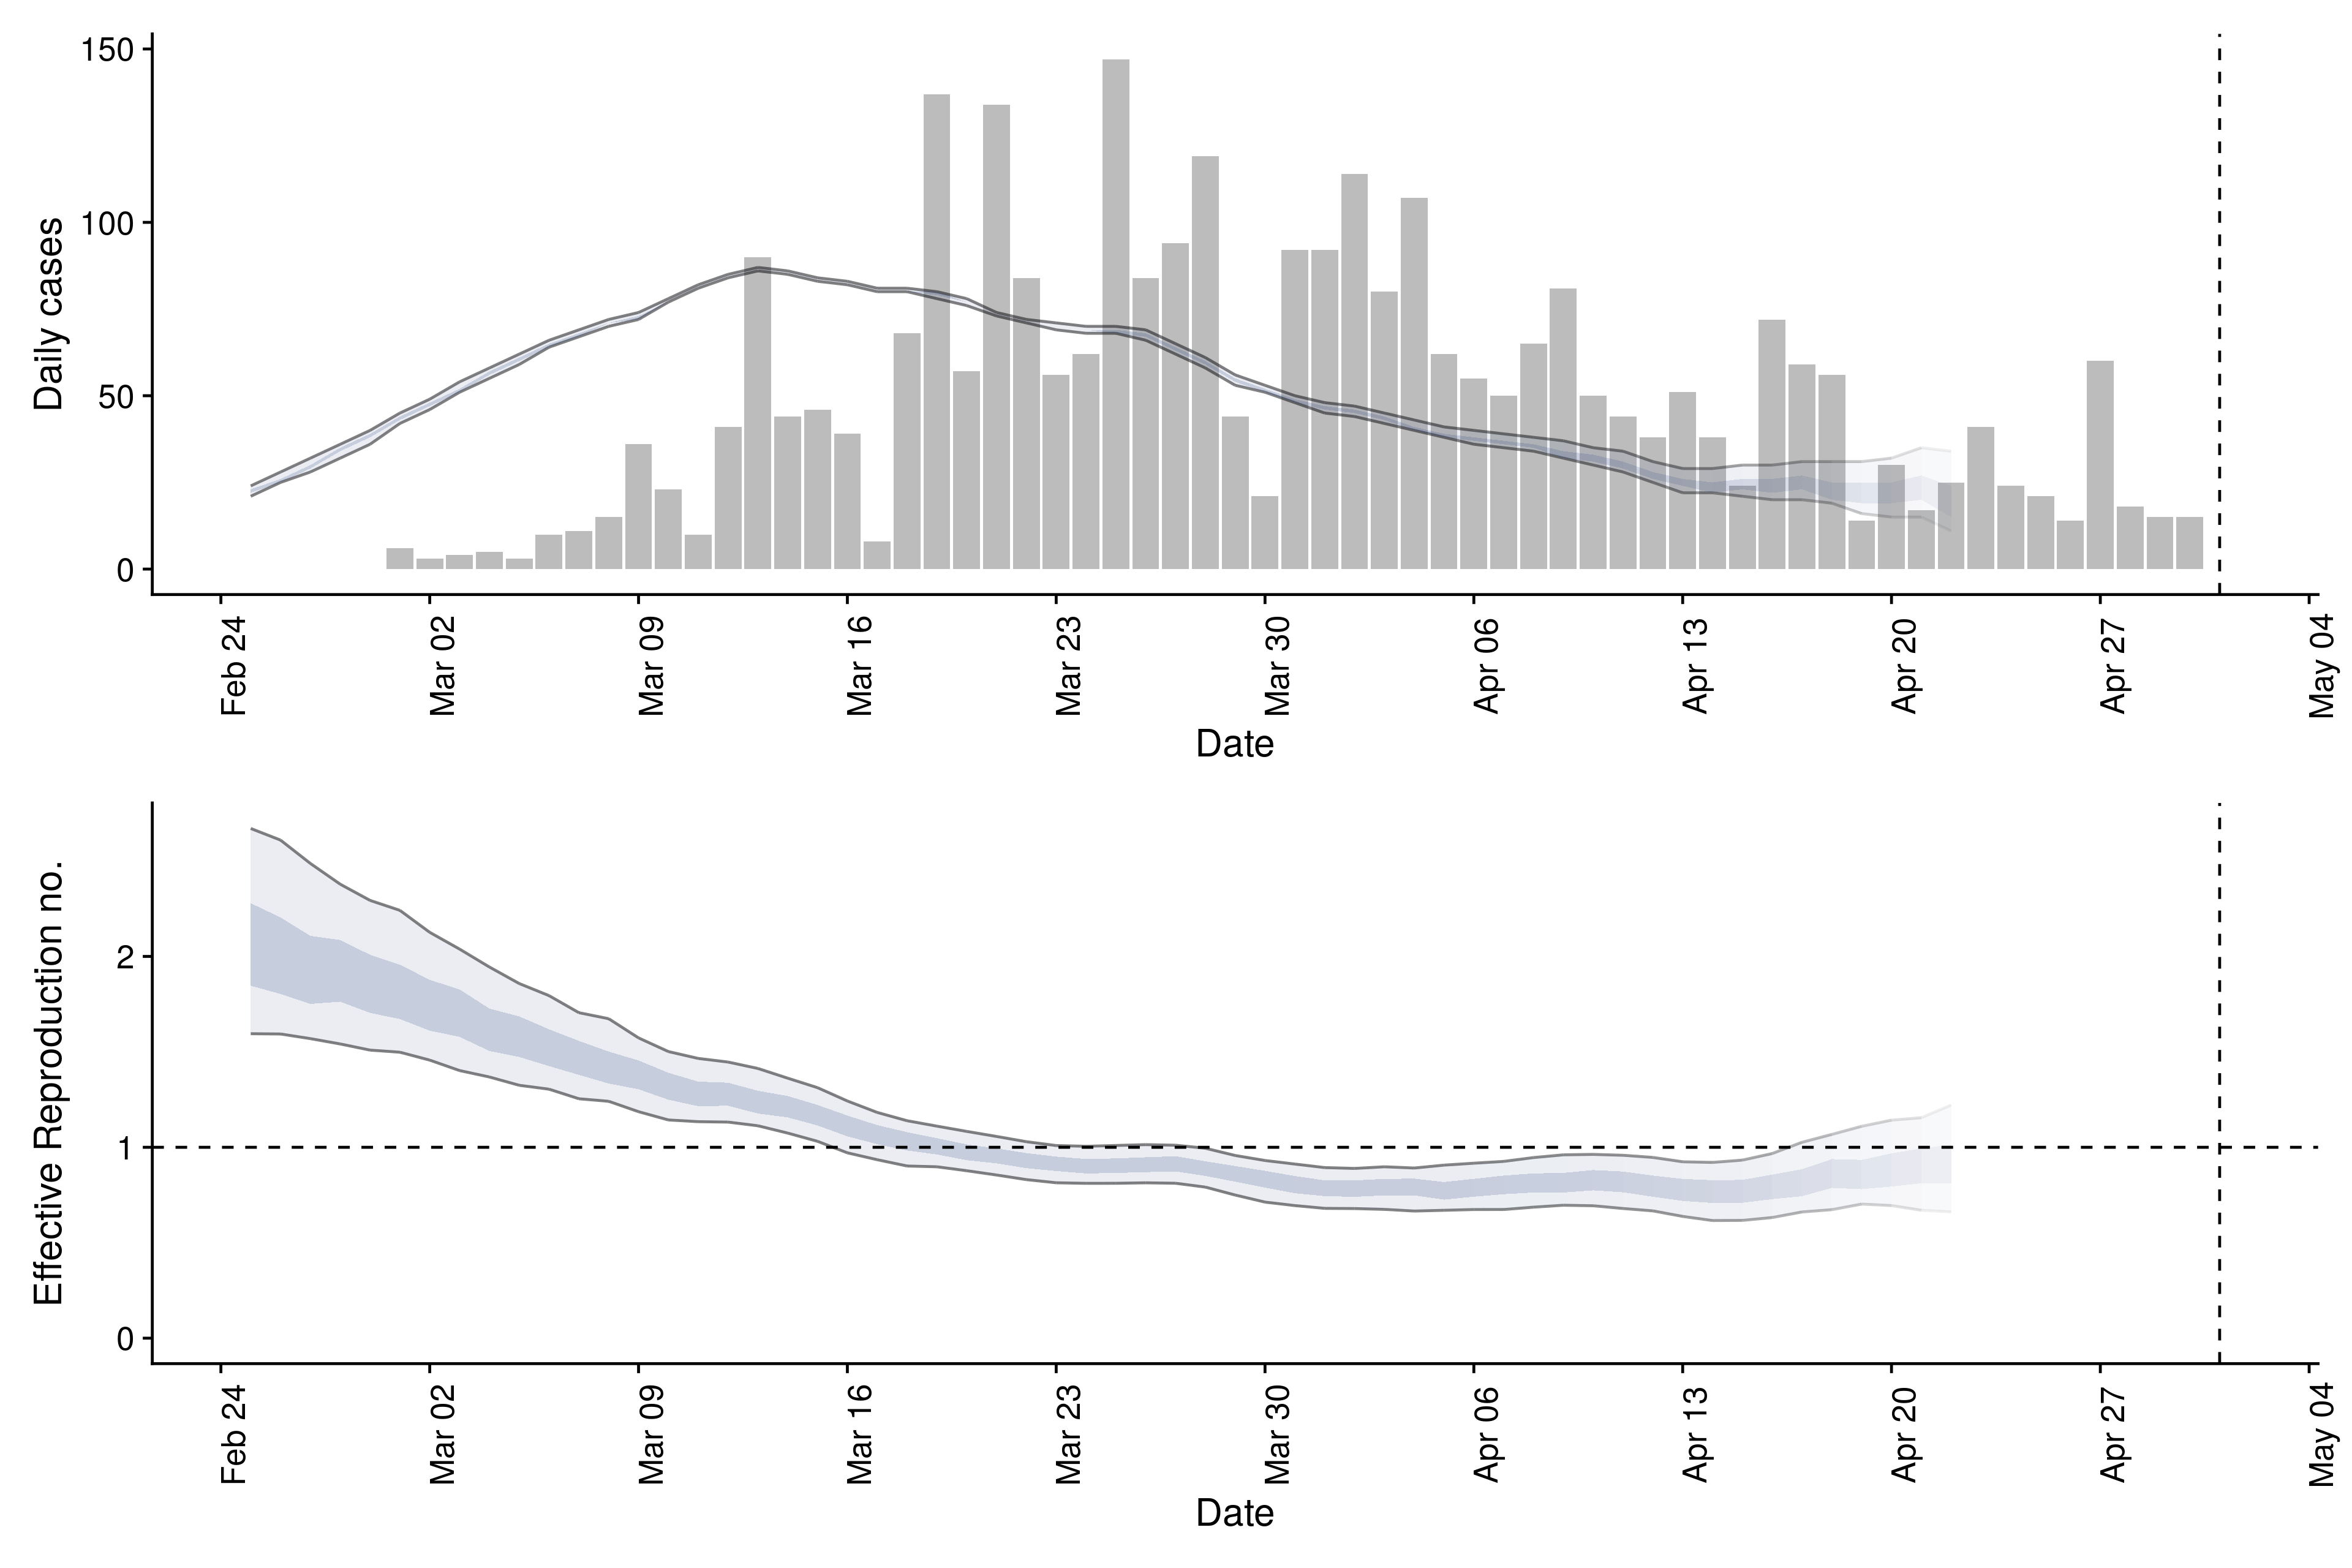 Daily cases
150
100
50
0
Feb 24
Mar 02
Mar 09
Mar 16
Mar 23
Mar 30
Apr 06
Apr 13
Apr 20
Apr 27
May 04
Date
Effective Reproduction no.
2
1
0
Feb 24
Mar 02
Mar 09
Mar 16
Mar 23
Mar 30
Apr 06
Apr 13
Apr 20
Apr 27
May 04
Date